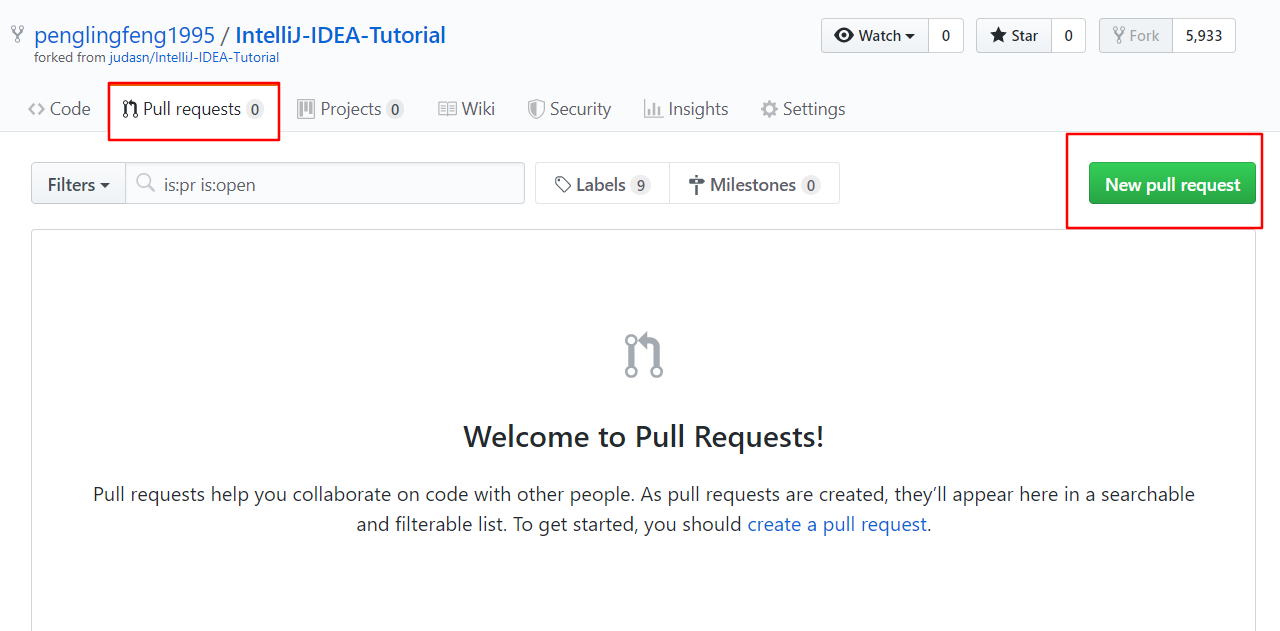 penglingfeng1995 / IntelliJ-IDEA-Tutorial Watch 0 Star 0 Fork 5,933
forked from judasn/IntelliJ-IDEA-Tutorial
Code Pull requests 0 Projects 0 Wiki Security Insights Settings
Filters is:pr is:open Labels 9 Milestones 0 New pull request
Welcome to Pull Requests!
Pull requests help you collaborate on code with other people. As pull requests are created, they’ll appear here in a searchable
and filterable list. To get started, you should create a pull request.